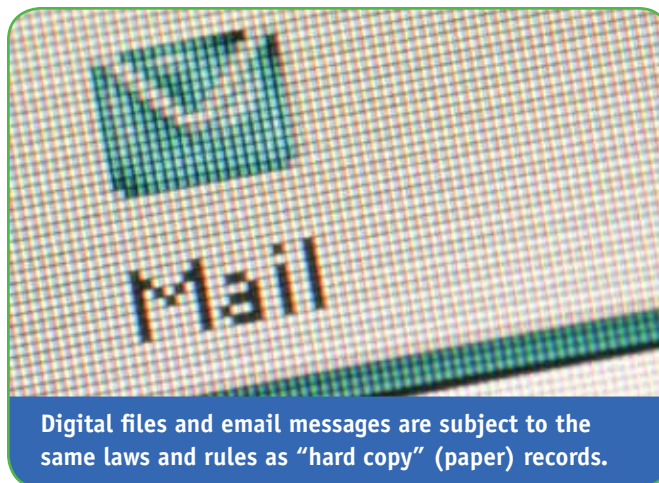 Mail
Digital files and email messages are subject to the
same laws and rules as “hard copy” (paper) records.